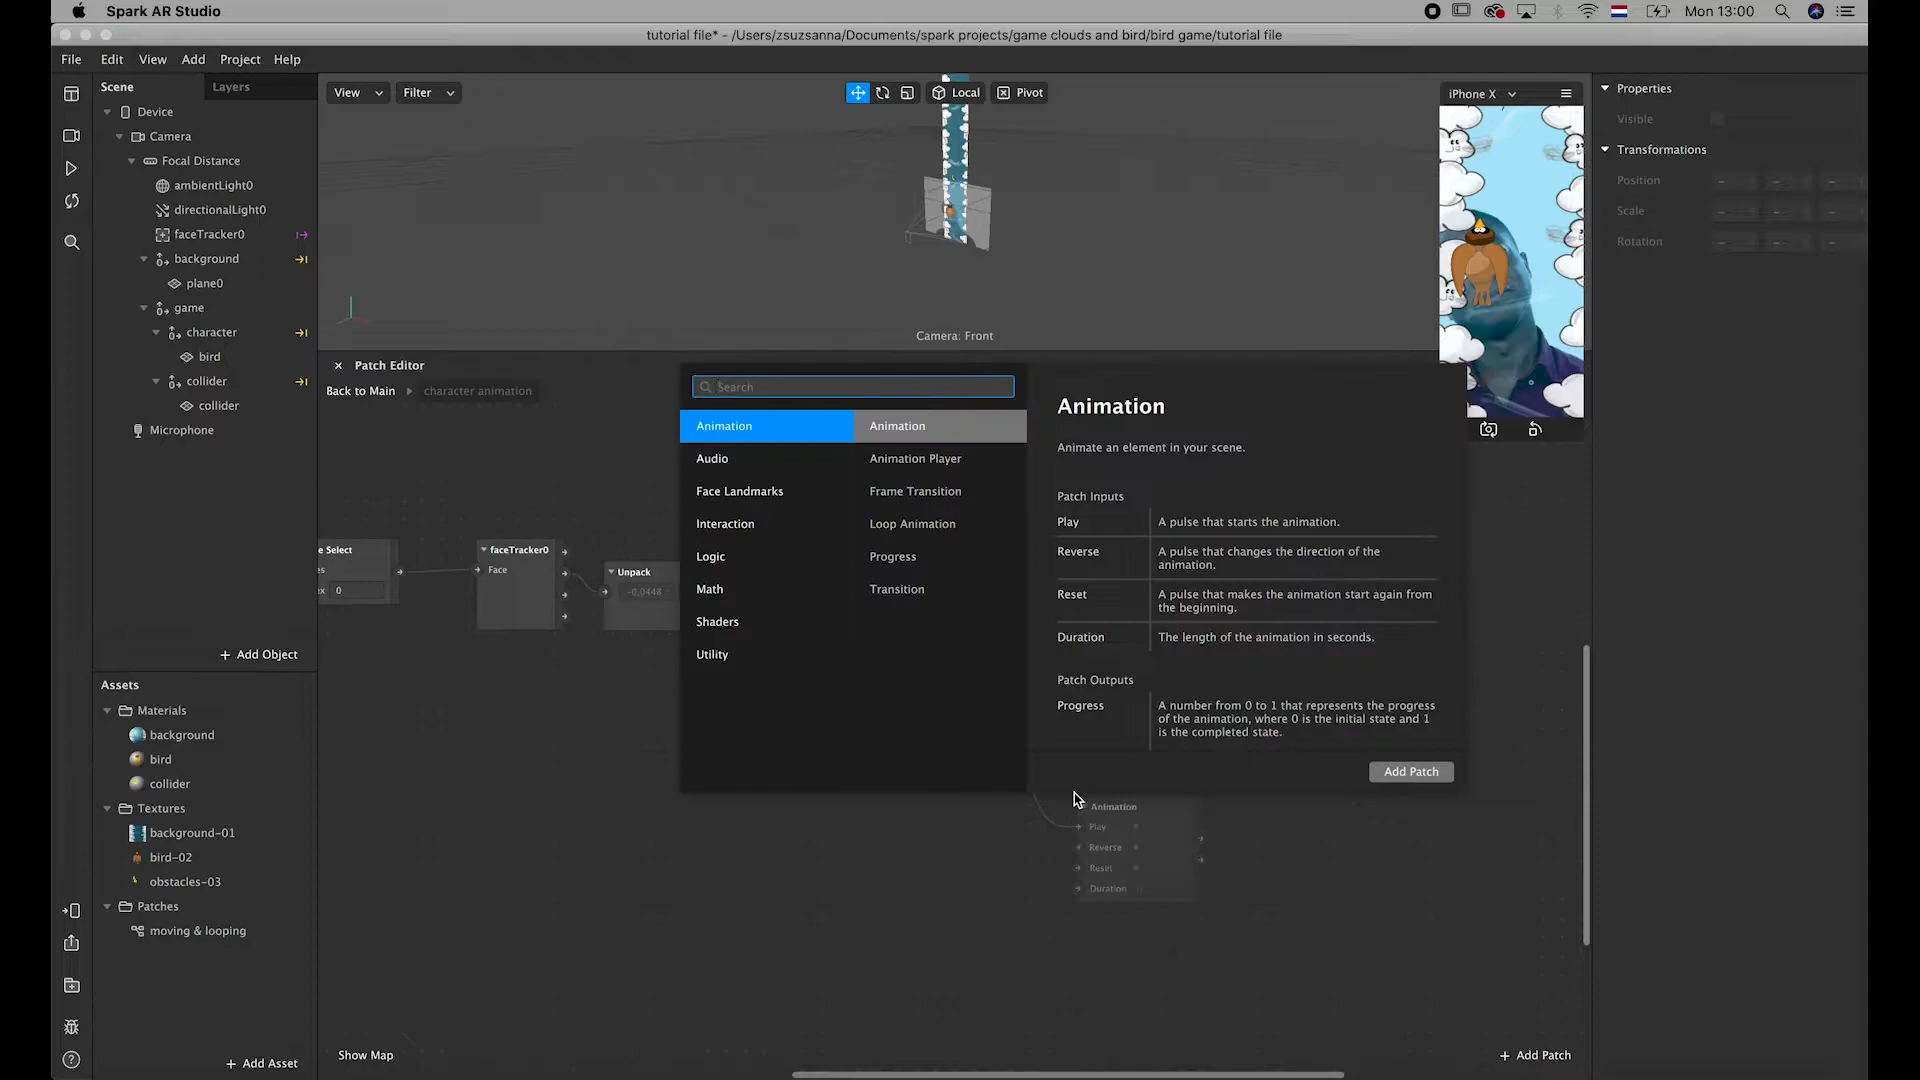 Spark AR Studio
Mon 13:00
tutorial file* - /Users/zsuzsanna/Documents/spark projects/game clouds and bird/bird game/tutorial file
File Edit View Add Project Help
Scene
Layers
Device
Camera
Focal Distance
ambientLight0
directionalLight0
faceTracker0
background
plane0
game
character
bird
collider
collider
Microphone
+ Add Object
Assets
Materials
background
bird
collider
Textures
background-01
bird-02
obstacles-03
Patches
moving & looping
+ Add Asset
View
Filter
Local
Pivot
Camera: Front
iPhone X
Properties
Visible
Transformations
Position
Scale
Rotation
× Patch Editor
Back to Main
character animation
e Select
es
ex 0
faceTracker0
Face
Unpack
-0,0448
Search
Animation
Audio
Face Landmarks
Interaction
Logic
Math
Shaders
Utility
Animation
Animation Player
Frame Transition
Loop Animation
Progress
Transition
Animation
Animate an element in your scene.
Patch Inputs
Play A pulse that starts the animation.
Reverse A pulse that changes the direction of the
animation.
Reset A pulse that makes the animation start again from
the beginning.
Duration The length of the animation in seconds.
Patch Outputs
Progress A number from 0 to 1 that represents the progress
of the animation, where 0 is the initial state and 1
is the completed state.
Add Patch
Animation
Play
Reverse
Reset
Duration
Show Map
+ Add Patch